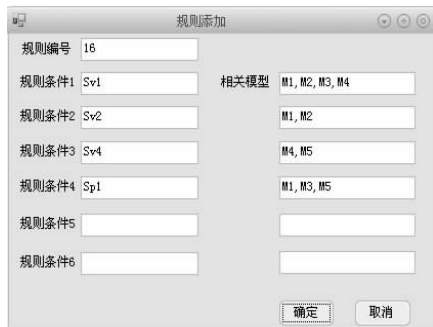 规则添加
规则编号 16
规则条件1 Sv1 相关模型 M1,M2,M3,M4
规则条件2 Sv2 M1,M2
规则条件3 Sv4 M4,M5
规则条件4 Sp1 M1,M3,M5
规则条件5
规则条件6
确定 取消